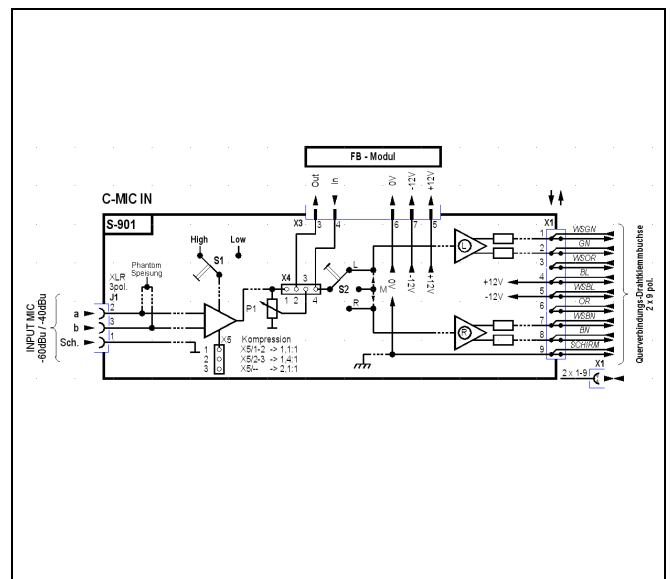 FB - Modul
Out
In
0V
-12V
+12V
C-MIC IN
X3
3
4
6
7
5
X1
S-901
High
Low
S1
Phantom
Speisung
XLR
3pol.
J1
INPUT MIC
-60dBu / -40dBu
a
2
b
3
Sch.
1
X5
1
2
3
P1
X4
3
1 2
4
S2
L
M
R
0V
-12V
+12V
Kompression
X5/1-2 -> 1,1:1
X5/2-3 -> 1,4:1
X5/-- -> 2,1:1
L
R
+12V
-12V
1
WSGN
2
GN
3
WSOR
4
BL
5
WSBL
6
OR
7
WSBN
8
BN
9
SCHIRM
X1
2 x 1-9
Querverbindungs-Drahtklemmbuchse
2 x 9 pol.